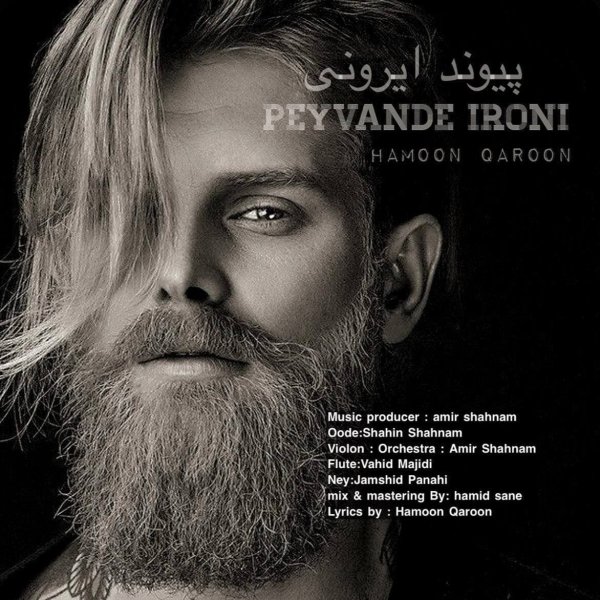 پیوند ایرونی
PEYVANDE IRONI
HAMOON QAROON
Music producer : amir shahnam
Oode:Shahin Shahnam
Violon : Orchestra : Amir Shahnam
Flute:Vahid Majidi
Ney:Jamshid Panahi
mix & mastering By: hamid sane
Lyrics by : Hamoon Qaroon